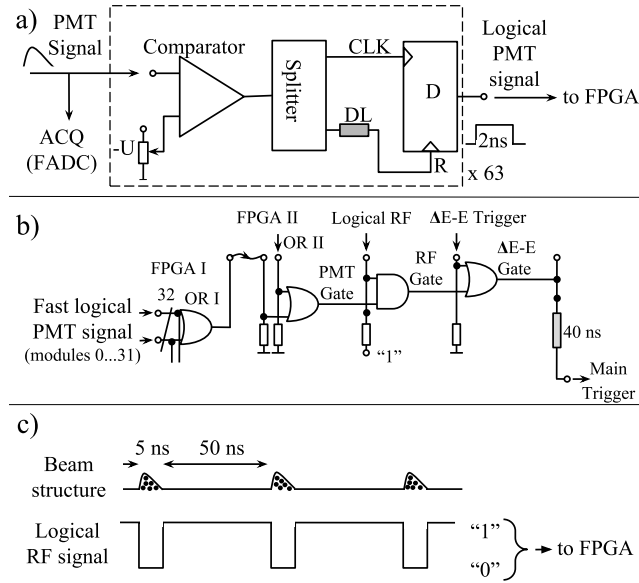 a)
PMT
Signal
ACQ
(FADC)
Comparator
-U
Splitter
CLK
DL
D
R
x 63
Logical
PMT
signal
to FPGA
2ns
b)
FPGA II
Logical RF
ΔE-E Trigger
OR II
FPGA I
32
OR I
Fast logical
PMT signal
(modules 0...31)
PMT
Gate
RF
Gate
ΔE-E
Gate
"1"
40 ns
Main
Trigger
c)
5 ns
50 ns
Beam
structure
Logical
RF signal
"1"
"0"
to FPGA